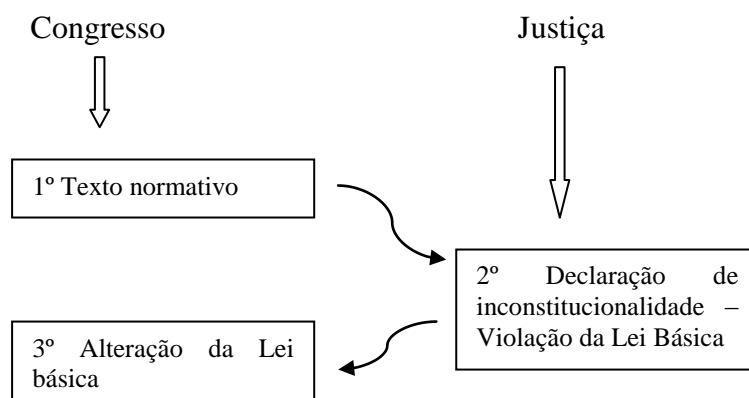 Congresso
Justiça
1º Texto normativo
2º Declaração de
inconstitucionalidade –
Violação da Lei Básica
3º Alteração da Lei
básica